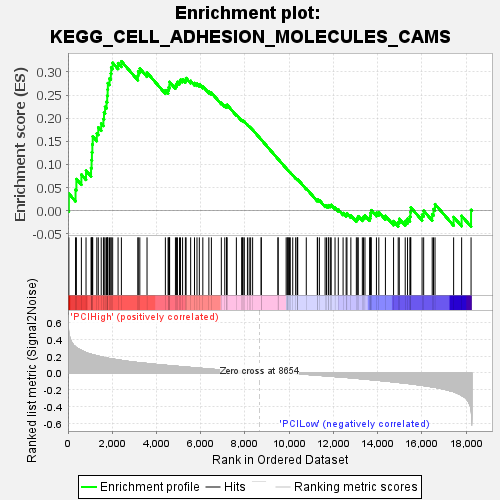 Enrichment plot:
KEGG_CELL_ADHESION_MOLECULES_CAMS
Enrichment score (ES)
0.30
0.25
0.20
0.15
0.10
0.05
0.00
-0.05
'PCIHigh' (positively correlated)
Ranked list metric (Signal2Noise)
0.6
0.4
0.2
0.0
-0.2
-0.4
-0.6
Zero cross at 8654
'PCILow' (negatively correlated)
0
2,000
4,000
6,000
8,000
10,000
12,000
14,000
16,000
18,000
Rank in Ordered Dataset
Enrichment profile
Hits
Ranking metric scores